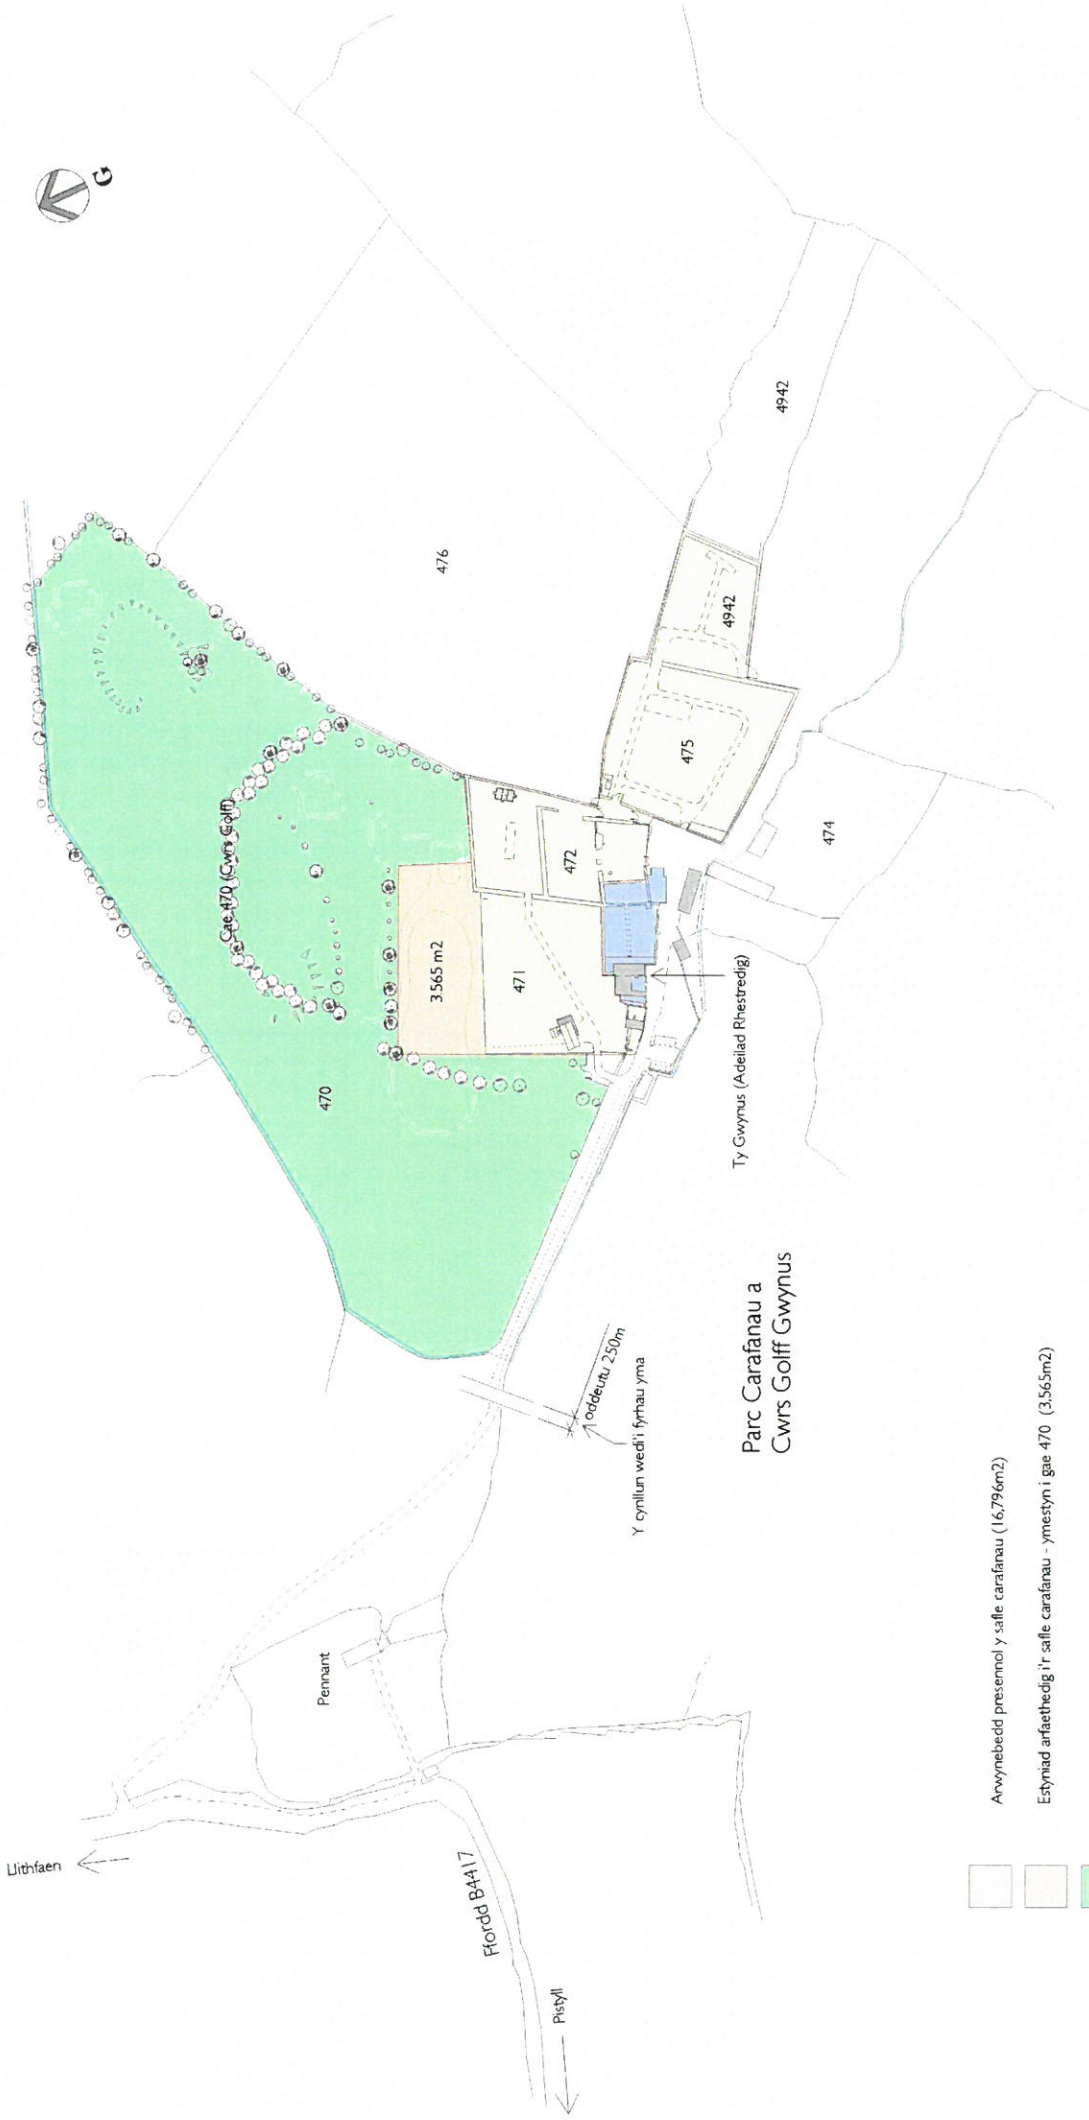 G
Llithfaen
Ffordd B4417
Pistyll
Pennant
Y cynllun wedi'i fyrhau yma
oddeutu 250m
470
Cae 470 (Cwrs Golff)
3.565 m2
471
472
476
475
4942
4942
474
Ty Gwynus (Adeilad Rhestredig)
Parc Carafanau a
Cwrs Golff Gwynus
Arwynebedd presennol y safle carafanau (16,796m2)
Estyniad arfaethedig i'r safle carafanau - ymestyn i gae 470 (3.565m2)